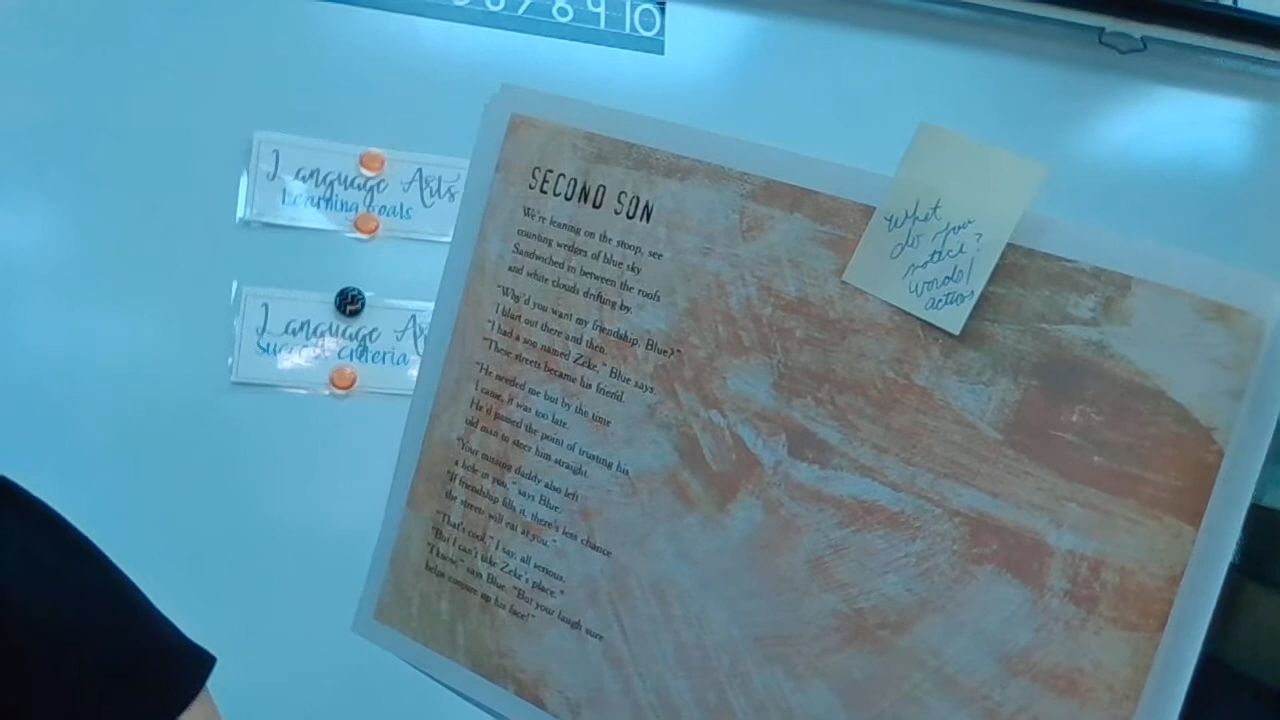 8 9 10
Language Arts
Learning Goals
Language
success criteria
SECOND SON
We're leaning on the stoop, see
counting wedges of blue sky
Sandwiched in between the roofs
and white clouds drifting by.
"Why'd you want my friendship, Blue?"
I blurt out there and then.
"I had a son named Zeke," Blue says.
"These streets became his friend.
"He needed me but by the time
I came, it was too late.
He'd passed the point of trusting his
old man to steer him straight.
"Your missing daddy also left
a hole in you," says Blue.
"If friendship fills it, there's less chance
the streets will eat at you."
"That's cool," I say, all serious.
"But I can't take Zeke's place."
"I know," says Blue. "But your laugh sure
helps conjure up his face!"
What
do you
notice?
words/
actions